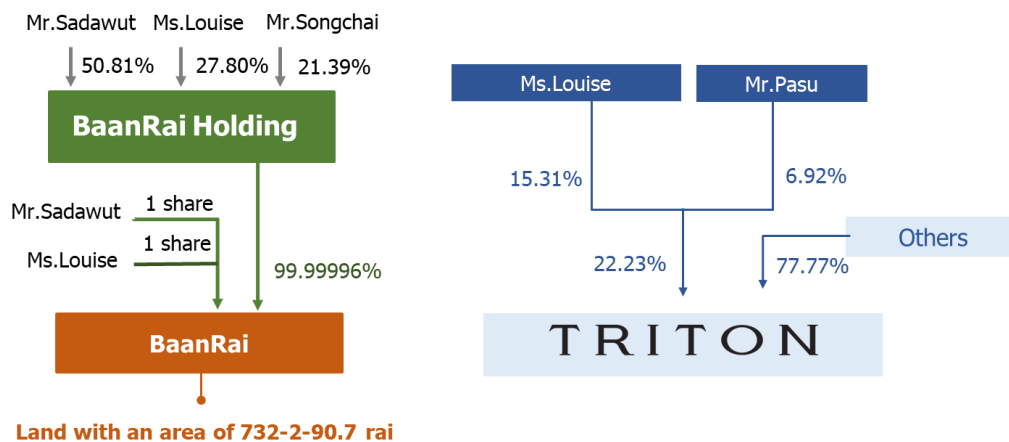 Mr.Sadawut
Ms.Louise
Mr.Songchai
50.81%
27.80%
21.39%
BaanRai Holding
Mr.Sadawut
1 share
Ms.Louise
1 share
99.99996%
BaanRai
Land with an area of 732-2-90.7 rai
Ms.Louise
Mr.Pasu
15.31%
6.92%
Others
22.23%
77.77%
TRITON